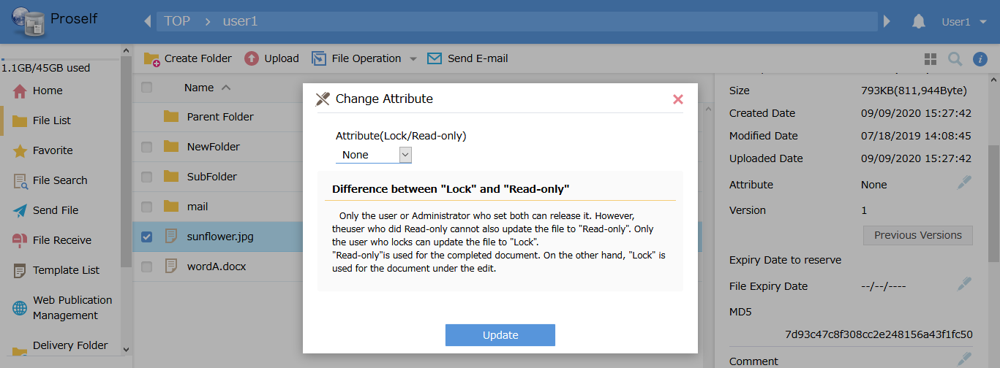 Proself
TOP > user1
User1
1.1GB/45GB used
Home
File List
Favorite
File Search
Send File
File Receive
Template List
Web Publication
Management
Delivery Folder
Create Folder
Upload
File Operation
Send E-mail
Name
Parent Folder
NewFolder
SubFolder
mail
sunflower.jpg
wordA.docx
Change Attribute
Attribute(Lock/Read-only)
None
Difference between "Lock" and "Read-only"
Only the user or Administrator who set both can release it. However,
theuser who did Read-only cannot also update the file to "Read-only". Only
the user who locks can update the file to "Lock".
"Read-only"is used for the completed document. On the other hand, "Lock" is
used for the document under the edit.
Update
Size 793KB(811,944Byte)
Created Date 09/09/2020 15:27:42
Modified Date 07/18/2019 14:08:45
Uploaded Date 09/09/2020 15:27:42
Attribute None
Version 1
Previous Versions
Expiry Date to reserve
File Expiry Date --/--/----
MD5
7d93c47c8f308cc2e248156a43f1fc50
Comment